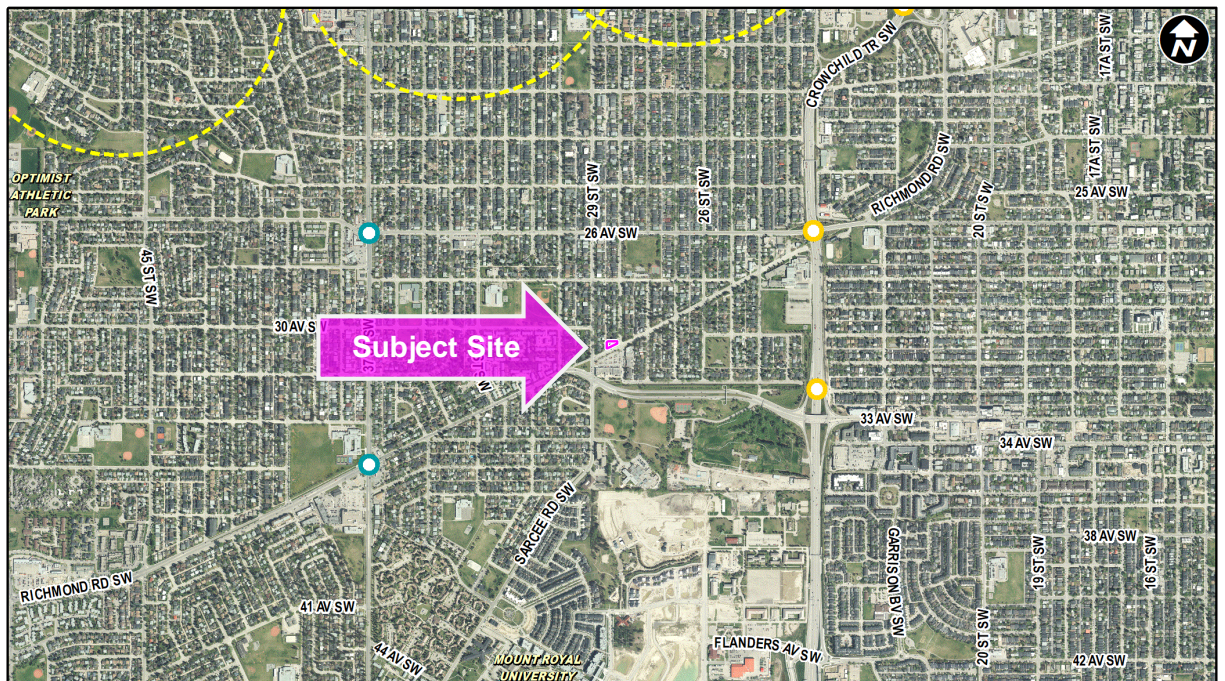 CROWCHILD TR SW
17A ST SW
N
RICHMOND RD SW
17A ST SW
OPTIMIST
ATHLETIC
PARK
29 ST SW
26 ST SW
25 AV SW
20 ST SW
26 AV SW
45 ST SW
30 AV SW
Subject Site
33 AV SW
34 AV SW
SARCEE RD SW
GARRISON BV SW
38 AV SW
19 ST SW
16 ST SW
RICHMOND RD SW
41 AV SW
44 AV SW
MOUNT ROYAL
UNIVERSITY
FLANDERS AV SW
20 ST SW
42 AV SW